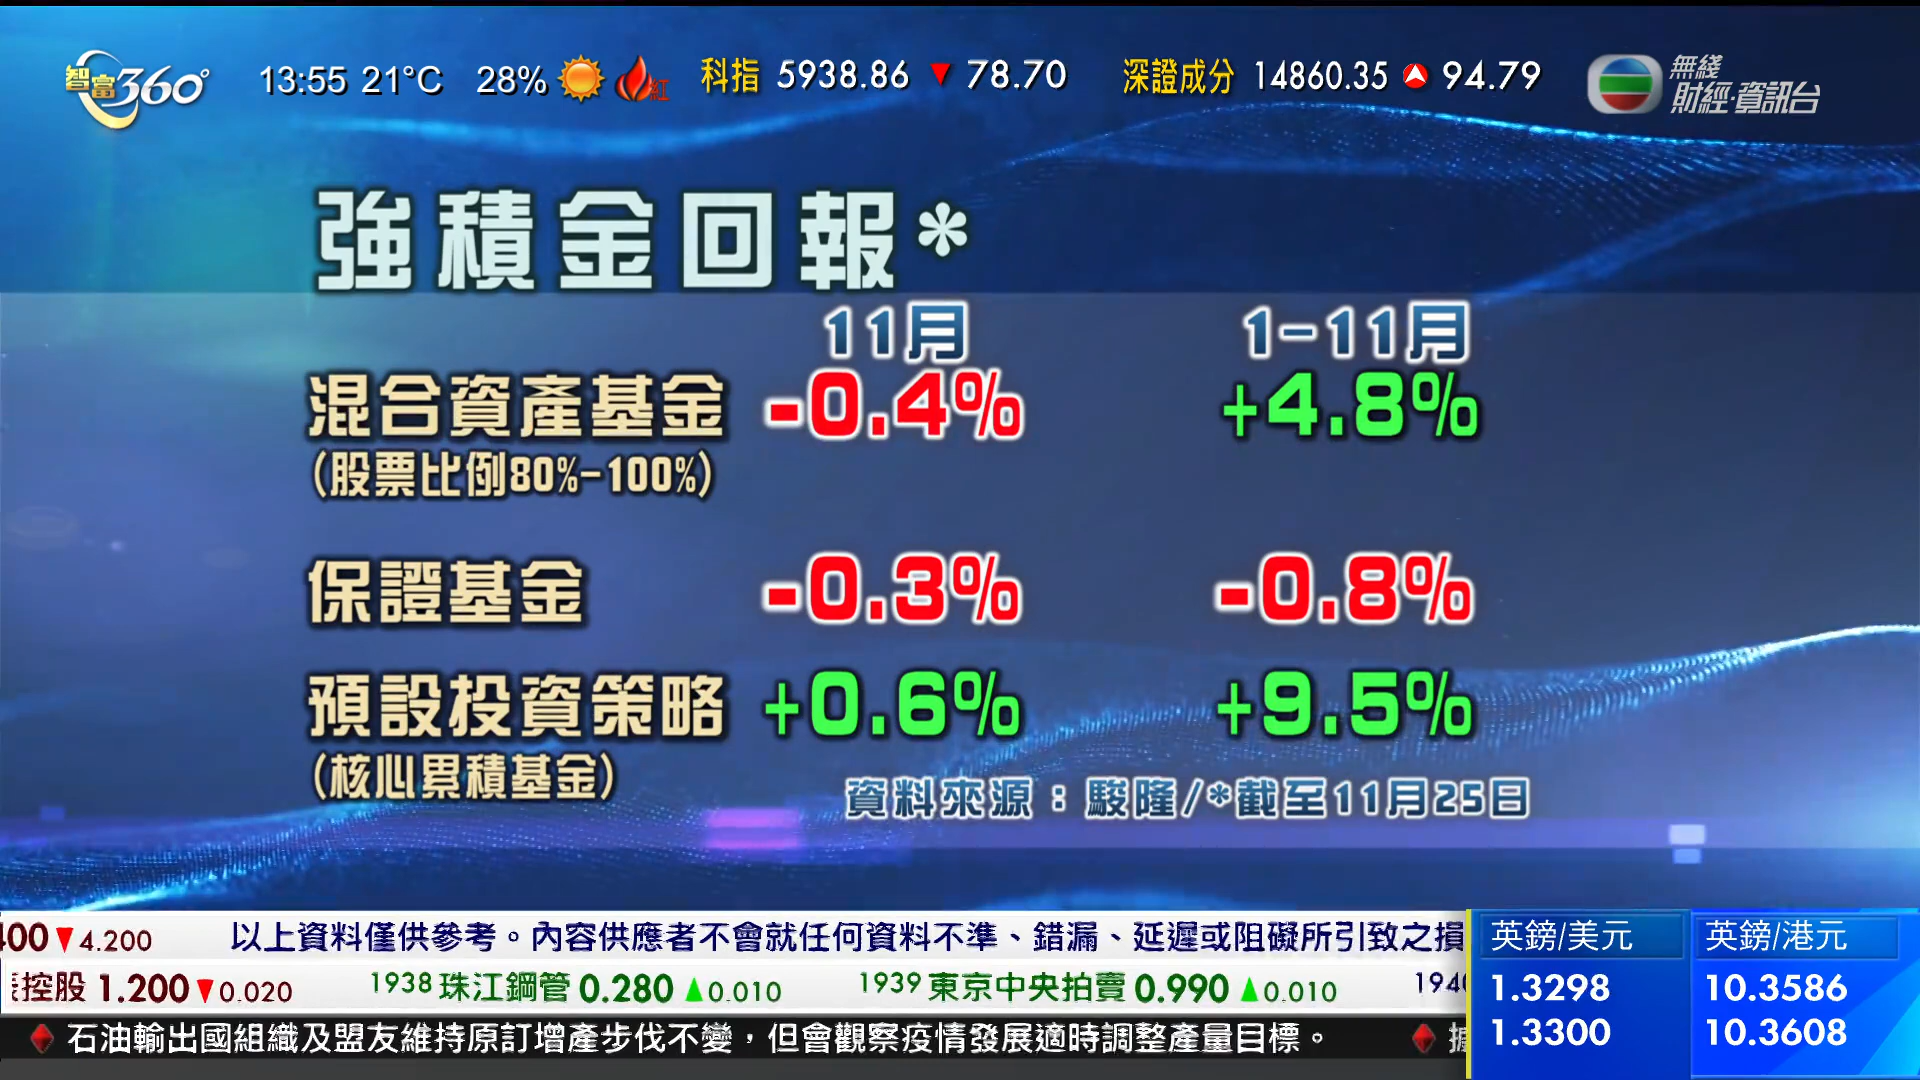 智富360°
13:55 21°C 28% 紅 科指 5938.86 ▼ 78.70 深證成分 14860.35 ▲ 94.79
無綫
財經·資訊台
強積金回報*
11月 1-11月
混合資產基金 -0.4% +4.8%
(股票比例80%-100%)
保證基金 -0.3% -0.8%
預設投資策略 +0.6% +9.5%
(核心累積基金)
資料來源：駿隆/*截至11月25日
400 ▼4.200 以上資料僅供參考。內容供應者不會就任何資料不準、錯漏、延遲或阻礙所引致之損
控股 1.200 ▼0.020 1938 珠江鋼管 0.280 ▲0.010 1939 東京中央拍賣 0.990 ▲0.010 194
石油輸出國組織及盟友維持原訂增產步伐不變，但會觀察疫情發展適時調整產量目標。
英鎊/美元 英鎊/港元
1.3298 10.3586
1.3300 10.3608